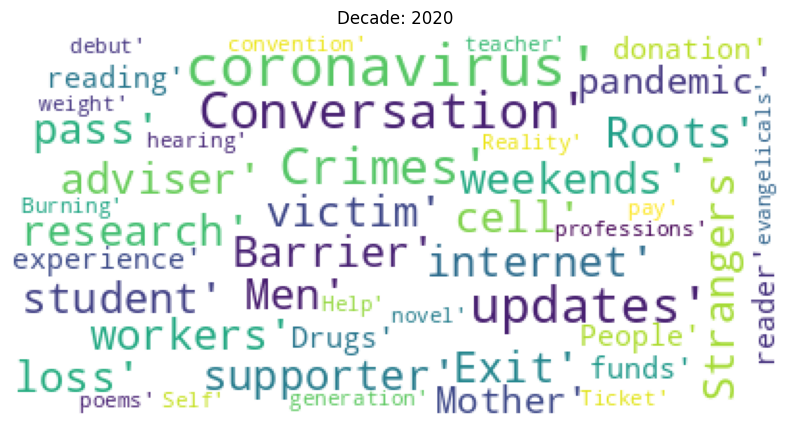 Decade: 2020
debut' convention' teacher' donation'
reading' coronavirus' pandemic'
weight' Conversation' evangelicals'
pass' hearing' Reality' Roots'
adviser' Crimes' weekends'
Burning' victim' cell' pay'
research' professions' Strangers'
experience' Barrier' internet' reader'
student' Men' Help' novel' updates'
workers' Drugs' People'
loss' supporter' Exit' funds'
poems' Self' generation' Mother' Ticket'